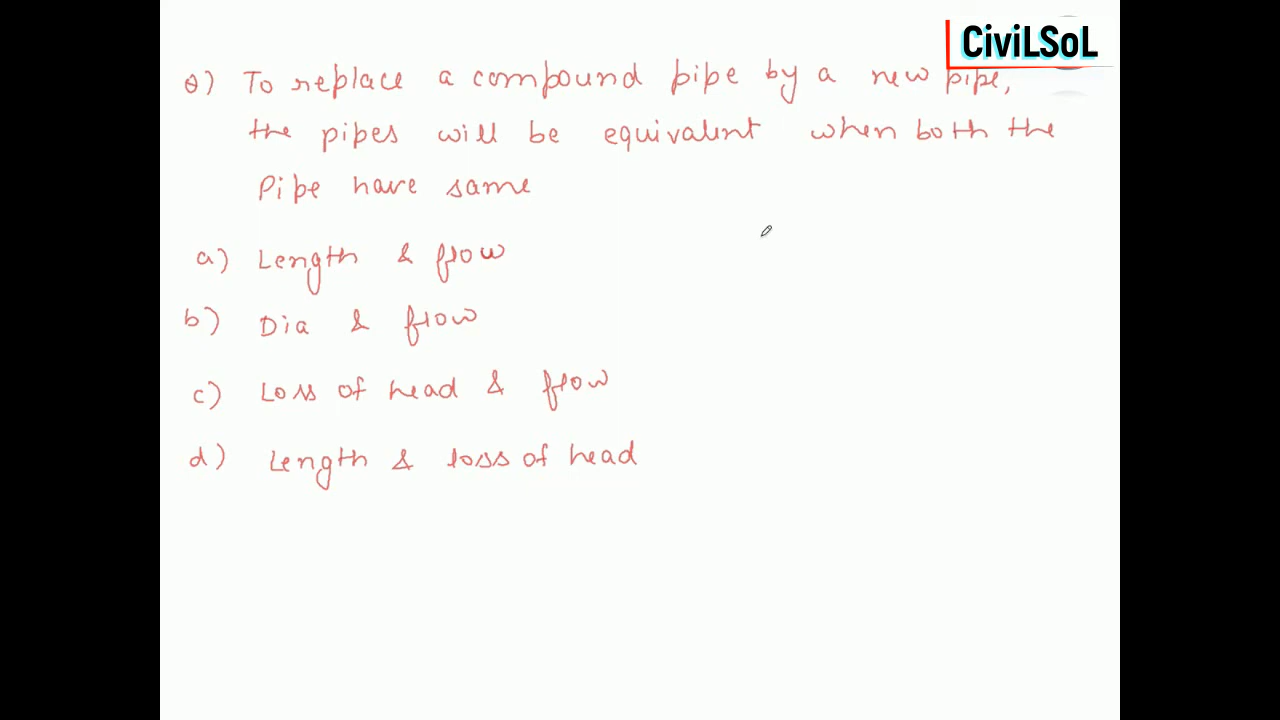 CiviLSoL
Q) To replace a compound pipe by a new pipe,
the pipes will be equivalent when both the
Pipe have same
a) Length & flow
b) Dia & flow
c) Loss of head & flow
d) Length & loss of head